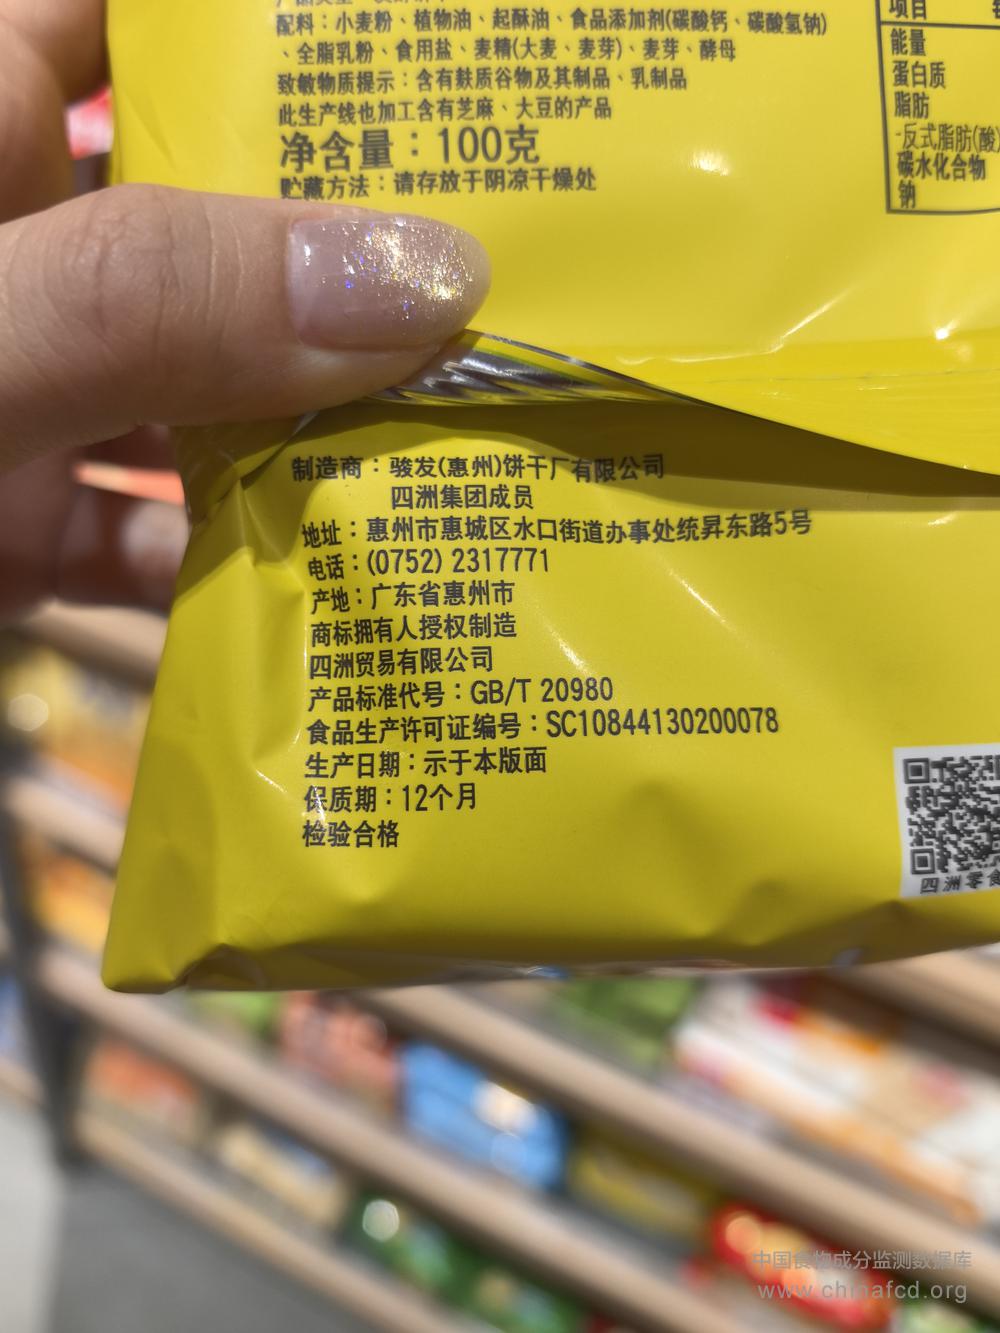 配料：小麦粉、植物油、起酥油、食品添加剂(碳酸钙、碳酸氢钠)
、全脂乳粉、食用盐、麦精(大麦、麦芽)、麦芽、酵母
致敏物质提示：含有麸质谷物及其制品、乳制品
此生产线也加工含有芝麻、大豆的产品
净含量：100克
贮藏方法：请存放于阴凉干燥处
项目
能量
蛋白质
脂肪
-反式脂肪(酸)
碳水化合物
钠
制造商：骏发(惠州)饼干厂有限公司
四洲集团成员
地址：惠州市惠城区水口街道办事处统昇东路5号
电话：(0752) 2317771
产地：广东省惠州市
商标拥有人授权制造
四洲贸易有限公司
产品标准代号：GB/T 20980
食品生产许可证编号：SC10844130200078
生产日期：示于本版面
保质期：12个月
检验合格
四洲零食
中国食物成分监测数据库
www.chinafcd.org